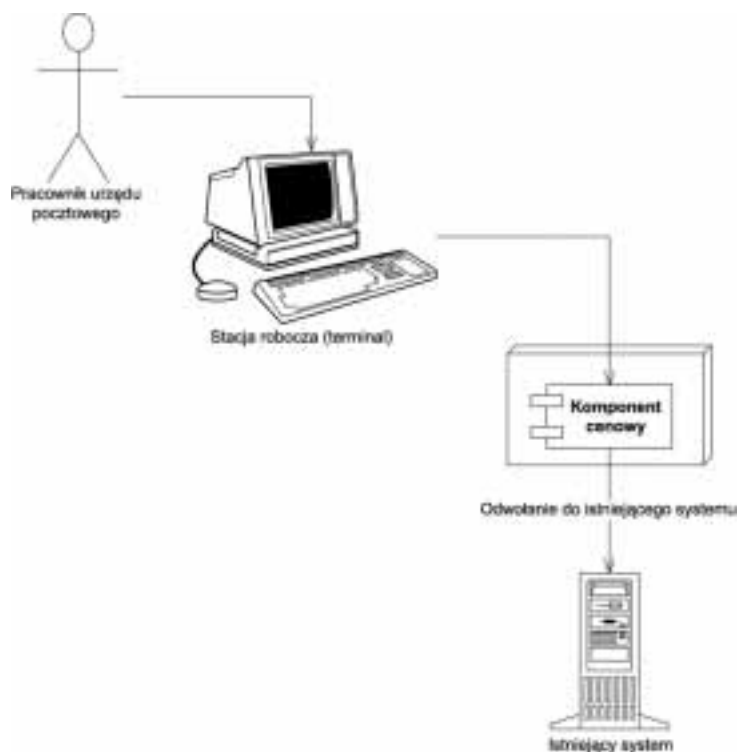 Pracownik urzędu
pocztowego
Stacja robocza (terminal)
Komponent
cenowy
Odwołanie do istniejącego systemu
Istniejący system